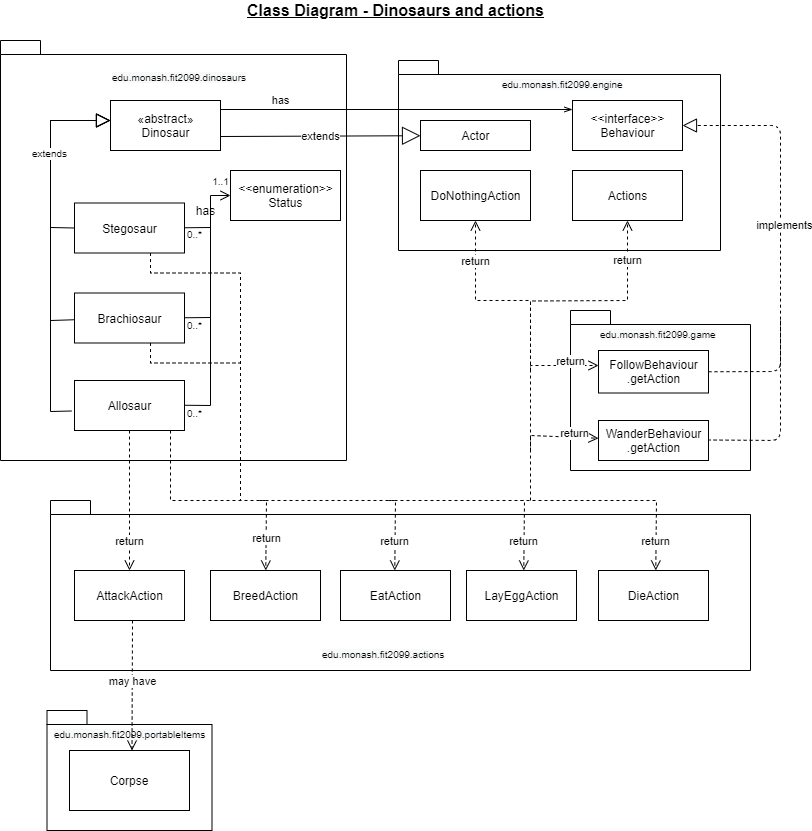 Class Diagram - Dinosaurs and actions
edu.monash.fit2099.dinosaurs
«abstract»
Dinosaur
has
extends
extends
1..1
<<enumeration>>
Status
has
Stegosaur
0..*
Brachiosaur
0..*
Allosaur
0..*
edu.monash.fit2099.engine
Actor
<<interface>>
Behaviour
DoNothingAction
Actions
return
return
implements
edu.monash.fit2099.game
return
FollowBehaviour
.getAction
return
WanderBehaviour
.getAction
return
return
return
return
return
AttackAction
BreedAction
EatAction
LayEggAction
DieAction
edu.monash.fit2099.actions
may have
edu.monash.fit2099.portableItems
Corpse